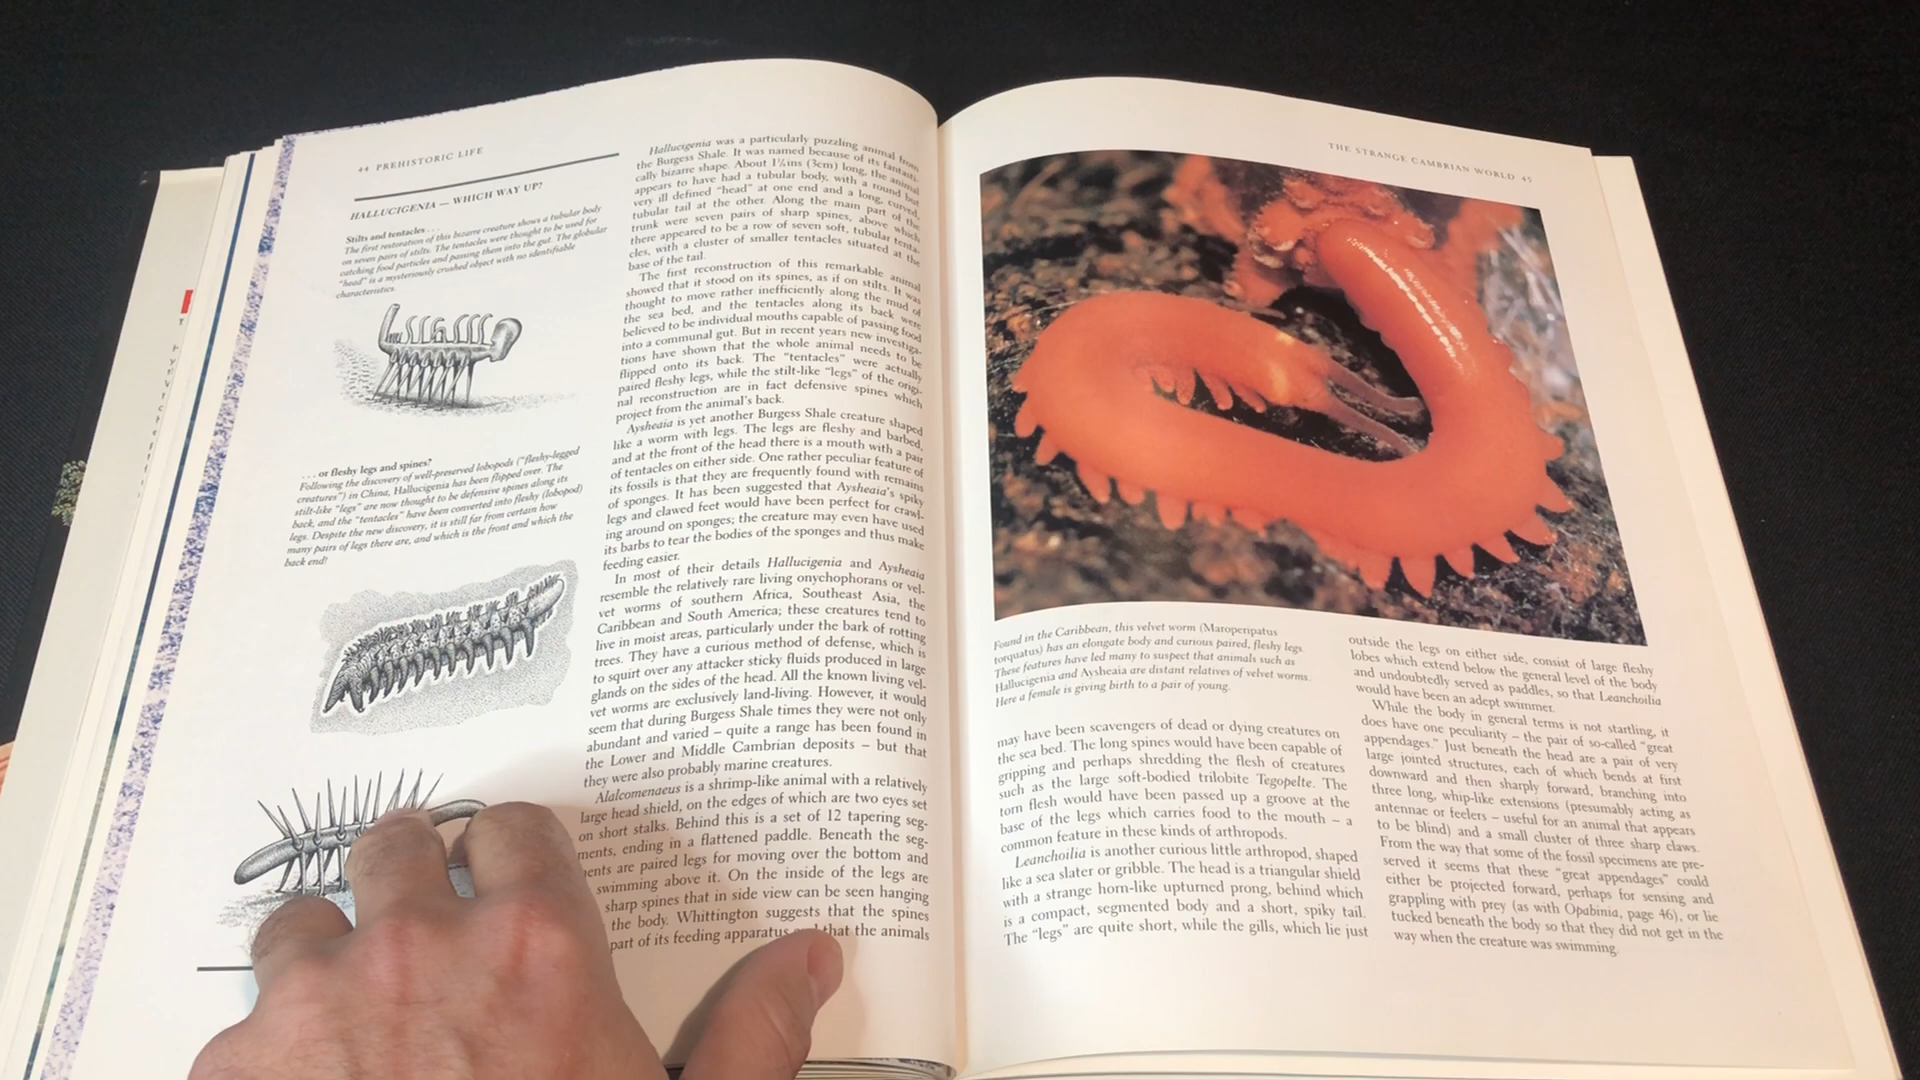 44 PREHISTORIC LIFE
HALLUCIGENIA — WHICH WAY UP?
Stilts and tentacles . . .
The first restoration of this bizarre creature shows a tubular body
on seven pairs of stilts. The tentacles were thought to be used for
catching food particles and passing them into the gut. The globular
"head" is a mysteriously crushed object with no identifiable
characteristics.
. . . or fleshy legs and spines?
Following the discovery of well-preserved lobopods ("fleshy-legged
creatures") in China, Hallucigenia has been flipped over. The
stilt-like "legs" are now thought to be defensive spines along its
back, and the "tentacles" have been converted into fleshy (lobopod)
legs. Despite the new discovery, it is still far from certain how
many pairs of legs there are, and which is the front and which the
back end!
Hallucigenia was a particularly puzzling animal from
the Burgess Shale. It was named because of its fantasti-
cally bizarre shape. About 1¼ins (3cm) long, the animal
appears to have had a tubular body, with a round but
very ill defined "head" at one end and a long, curved,
tubular tail at the other. Along the main part of the
trunk were seven pairs of sharp spines, above which
there appeared to be a row of seven soft, tubular tenta-
cles, with a cluster of smaller tentacles situated at the
base of the tail.
The first reconstruction of this remarkable animal
showed that it stood on its spines, as if on stilts. It was
thought to move rather inefficiently along the mud of
the sea bed, and the tentacles along its back were
believed to be individual mouths capable of passing food
into a communal gut. But in recent years new investiga-
tions have shown that the whole animal needs to be
flipped onto its back. The "tentacles" were actually
paired fleshy legs, while the stilt-like "legs" of the origi-
nal reconstruction are in fact defensive spines which
project from the animal's back.
Aysheaia is yet another Burgess Shale creature shaped
like a worm with legs. The legs are fleshy and barbed,
and at the front of the head there is a mouth with a pair
of tentacles on either side. One rather peculiar feature of
its fossils is that they are frequently found with remains
of sponges. It has been suggested that Aysheaia's spiky
legs and clawed feet would have been perfect for crawl-
ing around on sponges; the creature may even have used
its barbs to tear the bodies of the sponges and thus make
feeding easier.
In most of their details Hallucigenia and Aysheaia
resemble the relatively rare living onychophorans or vel-
vet worms of southern Africa, Southeast Asia, the
Caribbean and South America; these creatures tend to
live in moist areas, particularly under the bark of rotting
trees. They have a curious method of defense, which is
to squirt over any attacker sticky fluids produced in large
glands on the sides of the head. All the known living vel-
vet worms are exclusively land-living. However, it would
seem that during Burgess Shale times they were not only
abundant and varied – quite a range has been found in
the Lower and Middle Cambrian deposits – but that
they were also probably marine creatures.
Alalcomenaeus is a shrimp-like animal with a relatively
large head shield, on the edges of which are two eyes set
on short stalks. Behind this is a set of 12 tapering seg-
ments, ending in a flattened paddle. Beneath the seg-
ents are paired legs for moving over the bottom and
swimming above it. On the inside of the legs are
sharp spines that in side view can be seen hanging
the body. Whittington suggests that the spines
part of its feeding apparatus that the animals
THE STRANGE CAMBRIAN WORLD 45
Found in the Caribbean, this velvet worm (Maroperipatus
torquatus) has an elongate body and curious paired, fleshy legs.
These features have led many to suspect that animals such as
Hallucigenia and Aysheaia are distant relatives of velvet worms.
Here a female is giving birth to a pair of young.
may have been scavengers of dead or dying creatures on
the sea bed. The long spines would have been capable of
gripping and perhaps shredding the flesh of creatures
such as the large soft-bodied trilobite Tegopelte. The
torn flesh would have been passed up a groove at the
base of the legs which carries food to the mouth – a
common feature in these kinds of arthropods.
Leanchoilia is another curious little arthropod, shaped
like a sea slater or gribble. The head is a triangular shield
with a strange horn-like upturned prong, behind which
is a compact, segmented body and a short, spiky tail.
The "legs" are quite short, while the gills, which lie just
outside the legs on either side, consist of large fleshy
lobes which extend below the general level of the body
and undoubtedly served as paddles, so that Leanchoilia
would have been an adept swimmer.
While the body in general terms is not startling, it
does have one peculiarity – the pair of so-called "great
appendages." Just beneath the head are a pair of very
large jointed structures, each of which bends at first
downward and then sharply forward, branching into
three long, whip-like extensions (presumably acting as
antennae or feelers – useful for an animal that appears
to be blind) and a small cluster of three sharp claws.
From the way that some of the fossil specimens are pre-
served it seems that these "great appendages" could
either be projected forward, perhaps for sensing and
grappling with prey (as with Opabinia, page 46), or lie
tucked beneath the body so that they did not get in the
way when the creature was swimming.